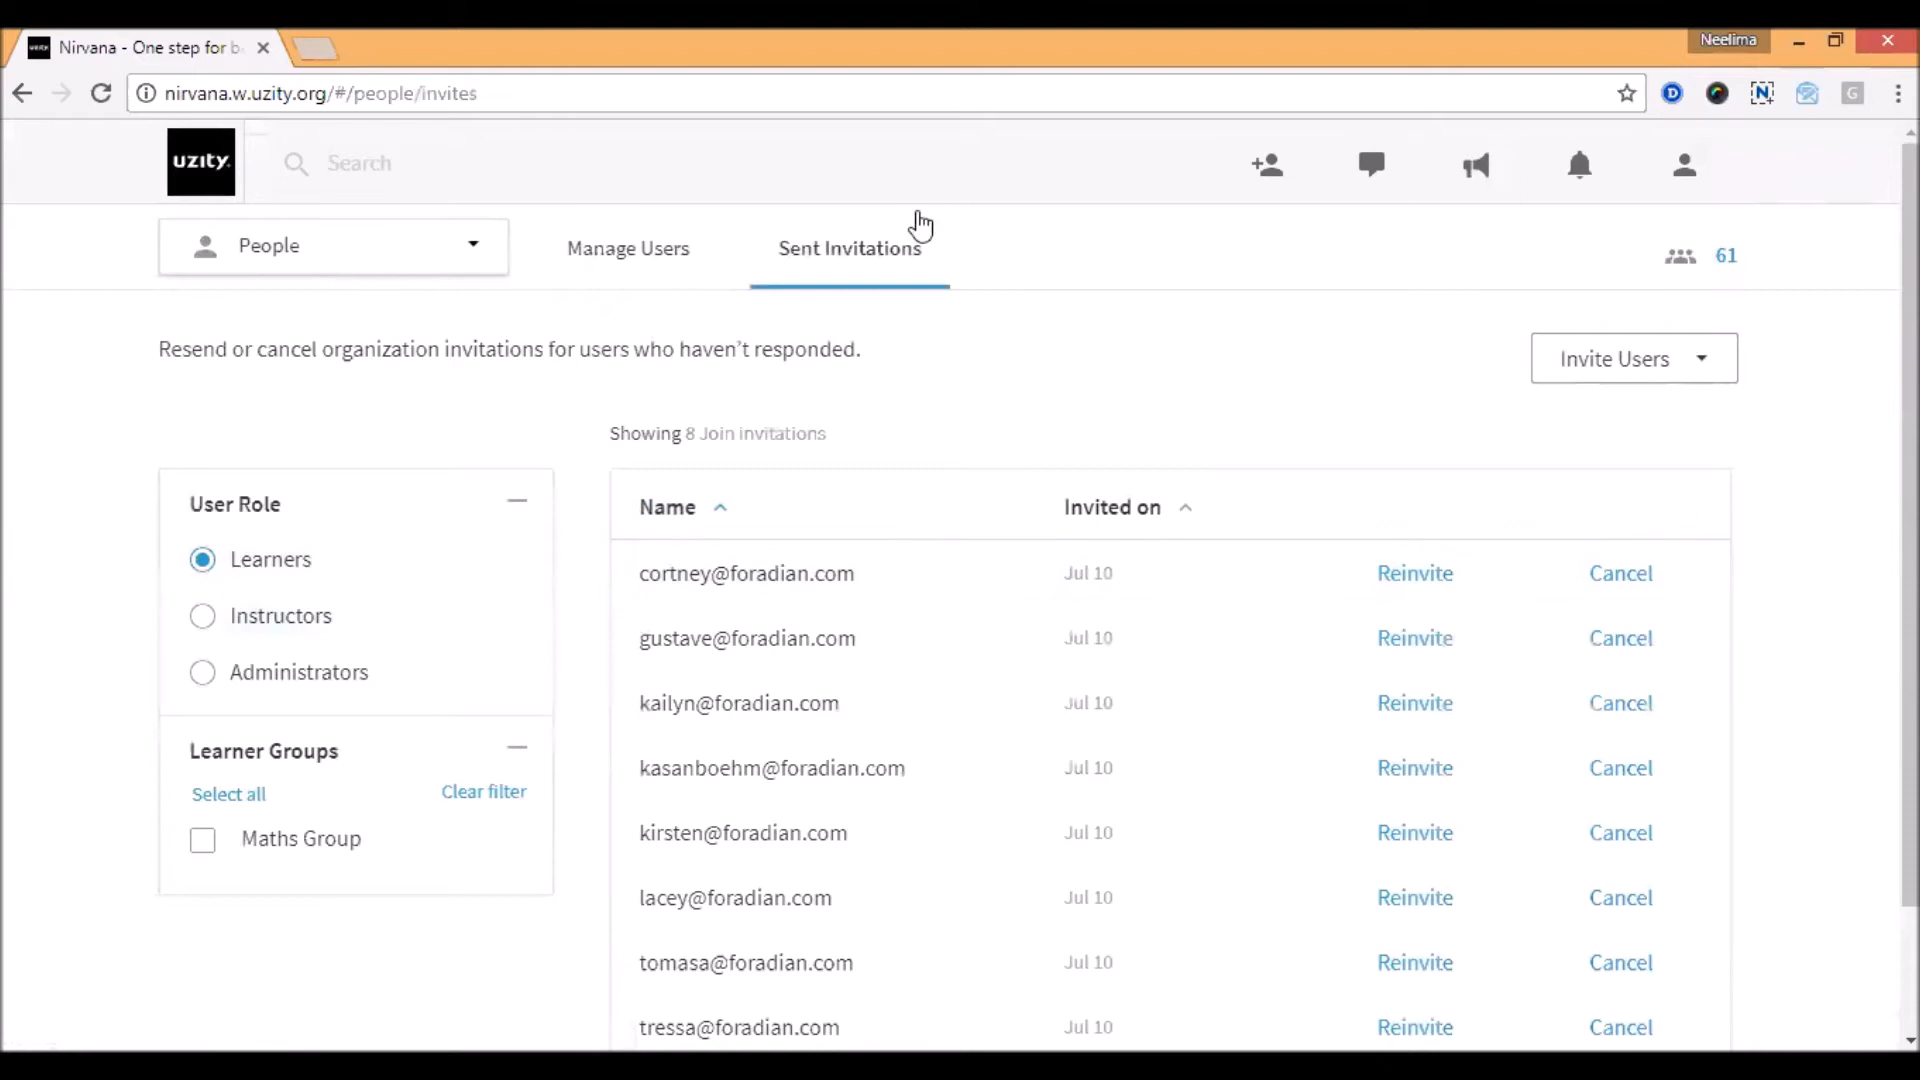 Nirvana - One step for b
Neelima
nirvana.w.uzity.org/#/people/invites
uzity.
Search
People
Manage Users
Sent Invitations
61
Resend or cancel organization invitations for users who haven't responded.
Invite Users
Showing 8 Join invitations
User Role
Learners
Instructors
Administrators
Learner Groups
Select all
Clear filter
Maths Group
Name
Invited on
cortney@foradian.com Jul 10 Reinvite Cancel
gustave@foradian.com Jul 10 Reinvite Cancel
kailyn@foradian.com Jul 10 Reinvite Cancel
kasanboehm@foradian.com Jul 10 Reinvite Cancel
kirsten@foradian.com Jul 10 Reinvite Cancel
lacey@foradian.com Jul 10 Reinvite Cancel
tomasa@foradian.com Jul 10 Reinvite Cancel
tressa@foradian.com Jul 10 Reinvite Cancel